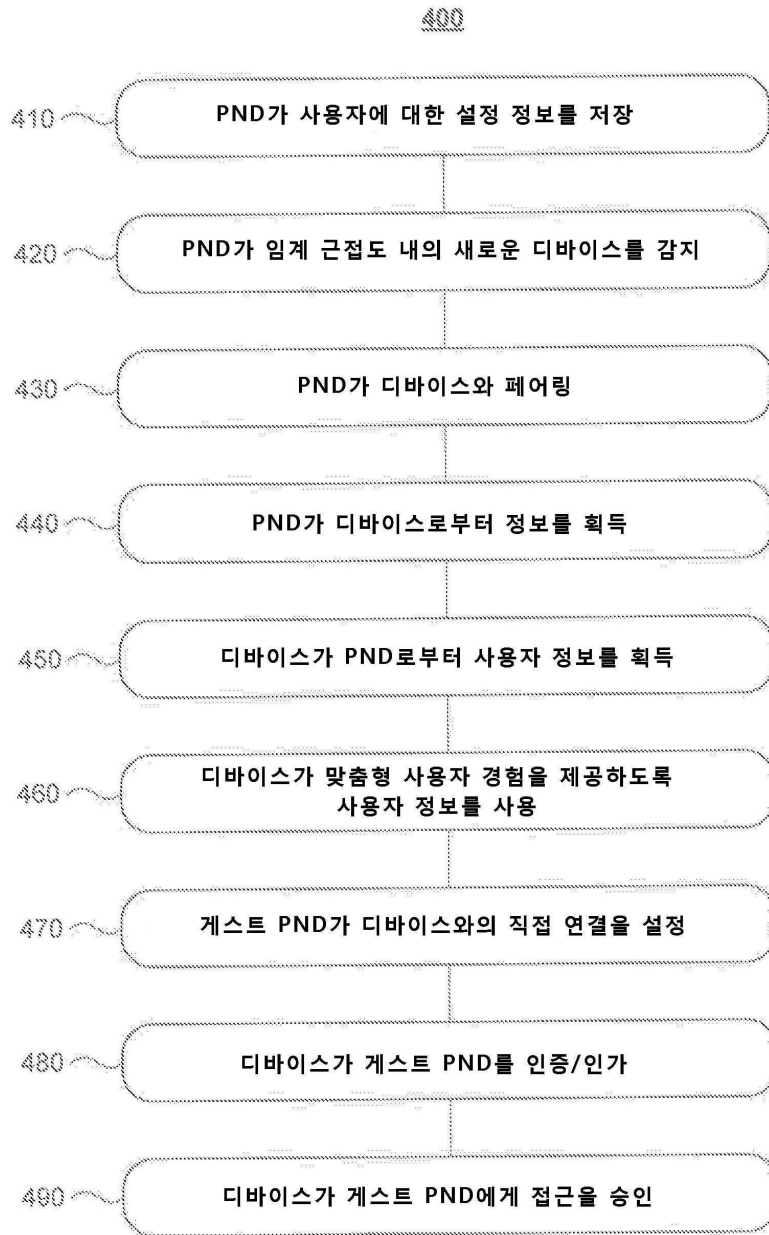 400
410 PND가 사용자에 대한 설정 정보를 저장
420 PND가 임계 근접도 내의 새로운 디바이스를 감지
430 PND가 디바이스와 페어링
440 PND가 디바이스로부터 정보를 획득
450 디바이스가 PND로부터 사용자 정보를 획득
460 디바이스가 맞춤형 사용자 경험을 제공하도록
사용자 정보를 사용
470 게스트 PND가 디바이스와의 직접 연결을 설정
480 디바이스가 게스트 PND를 인증/인가
490 디바이스가 게스트 PND에게 접근을 승인